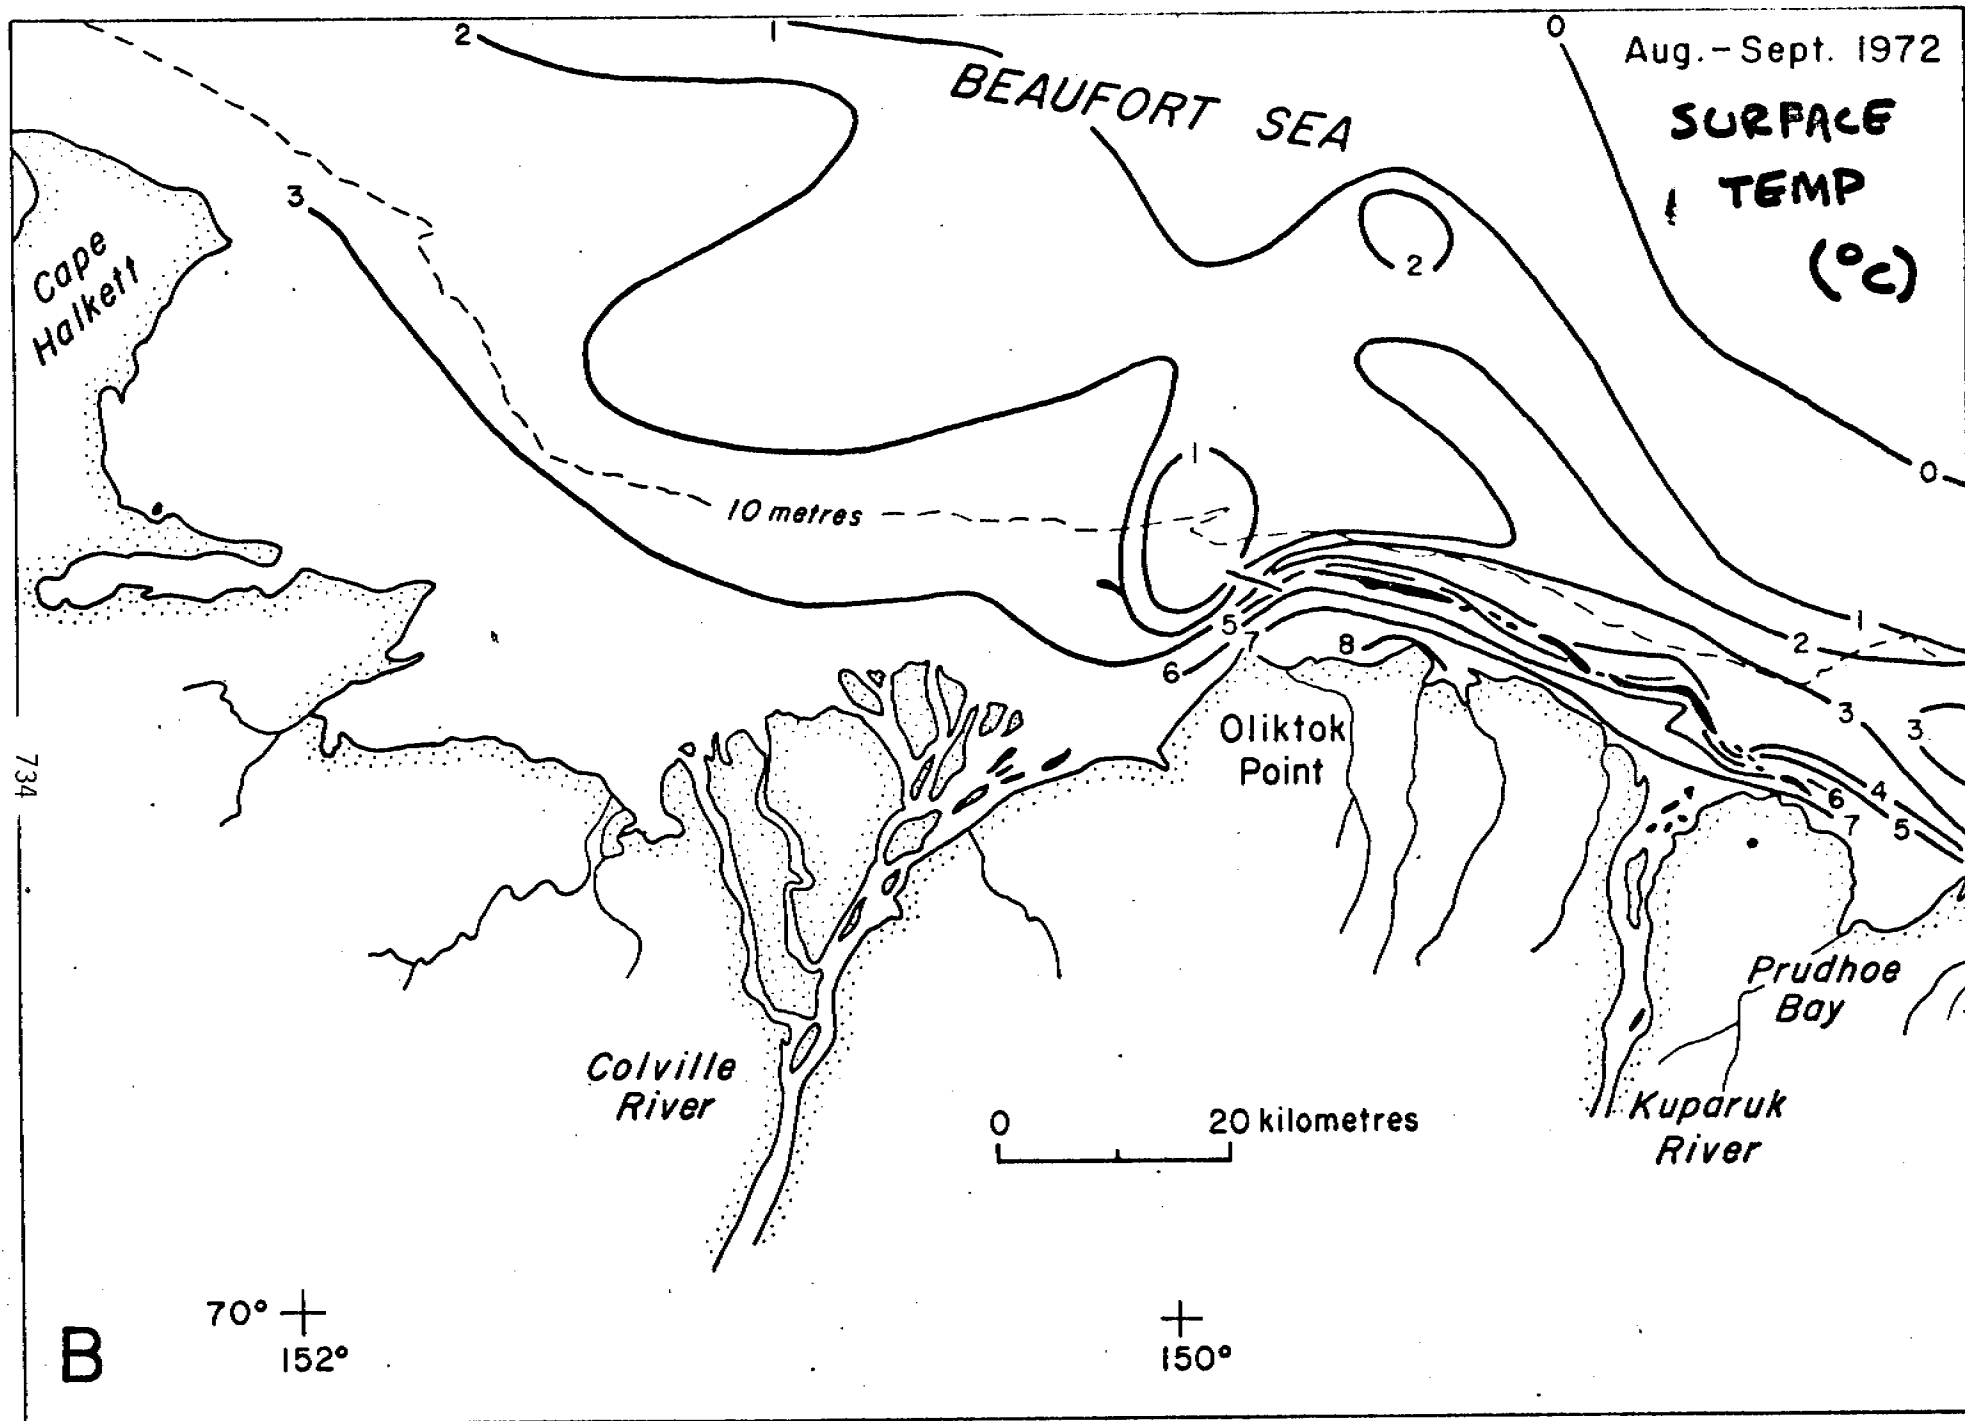 2
1
0
Aug.-Sept. 1972
BEAUFORT SEA
SURFACE
TEMP
(°C)
3
Cape
Halkett
2
1
0
10 metres
5
7
8
6
1
2
3
3
Oliktok
Point
734
6
4
7
5
Prudhoe
Bay
Colville
River
0
20 kilometres
Kuparuk
River
70°
152°
150°
B